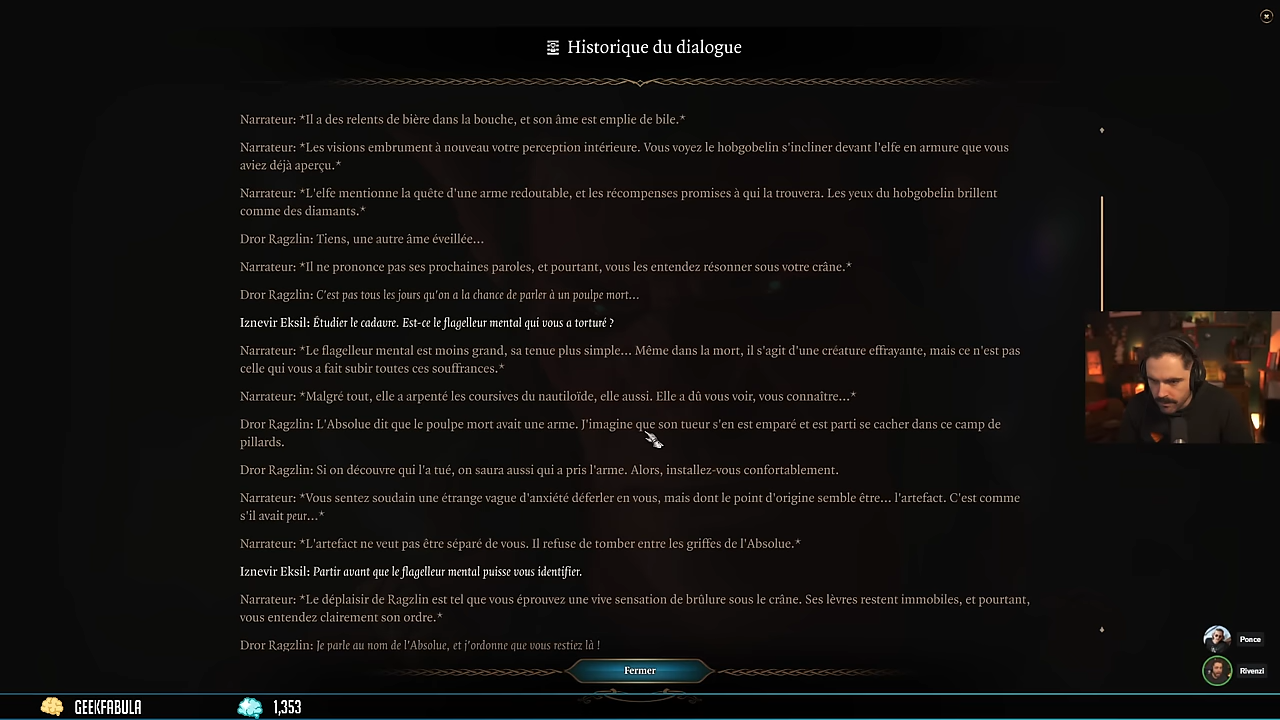 Historique du dialogue
Narrateur: *Il a des relents de bière dans la bouche, et son âme est emplie de bile.*
Narrateur: *Les visions embrument à nouveau votre perception intérieure. Vous voyez le hobgobelin s'incliner devant l'elfe en armure que vous
aviez déjà aperçu.*
Narrateur: *L'elfe mentionne la quête d'une arme redoutable, et les récompenses promises à qui la trouvera. Les yeux du hobgobelin brillent
comme des diamants.*
Dror Ragzlin: Tiens, une autre âme éveillée...
Narrateur: *Il ne prononce pas ses prochaines paroles, et pourtant, vous les entendez résonner sous votre crâne.*
Dror Ragzlin: C'est pas tous les jours qu'on a la chance de parler à un poulpe mort...
Iznevir Eksil: Étudier le cadavre. Est-ce le flagelleur mental qui vous a torturé ?
Narrateur: *Le flagelleur mental est moins grand, sa tenue plus simple... Même dans la mort, il s'agit d'une créature effrayante, mais ce n'est pas
celle qui vous a fait subir toutes ces souffrances.*
Narrateur: *Malgré tout, elle a arpenté les coursives du nautiloïde, elle aussi. Elle a dû vous voir, vous connaître...*
Dror Ragzlin: L'Absolue dit que le poulpe mort avait une arme. J'imagine que son tueur s'en est emparé et est parti se cacher dans ce camp de
pillards.
Dror Ragzlin: Si on découvre qui l'a tué, on saura aussi qui a pris l'arme. Alors, installez-vous confortablement.
Narrateur: *Vous sentez soudain une étrange vague d'anxiété déferler en vous, mais dont le point d'origine semble être... l'artefact. C'est comme
s'il avait peur...*
Narrateur: *L'artefact ne veut pas être séparé de vous. Il refuse de tomber entre les griffes de l'Absolue.*
Iznevir Eksil: Partir avant que le flagelleur mental puisse vous identifier.
Narrateur: *Le déplaisir de Ragzlin est tel que vous éprouvez une vive sensation de brûlure sous le crâne. Ses lèvres restent immobiles, et pourtant,
vous entendez clairement son ordre.*
Dror Ragzlin: Je parle au nom de l'Absolue, et j'ordonne que vous restiez là !
Fermer
Ponce
Rivenzi
GEEKFABULA 1,353